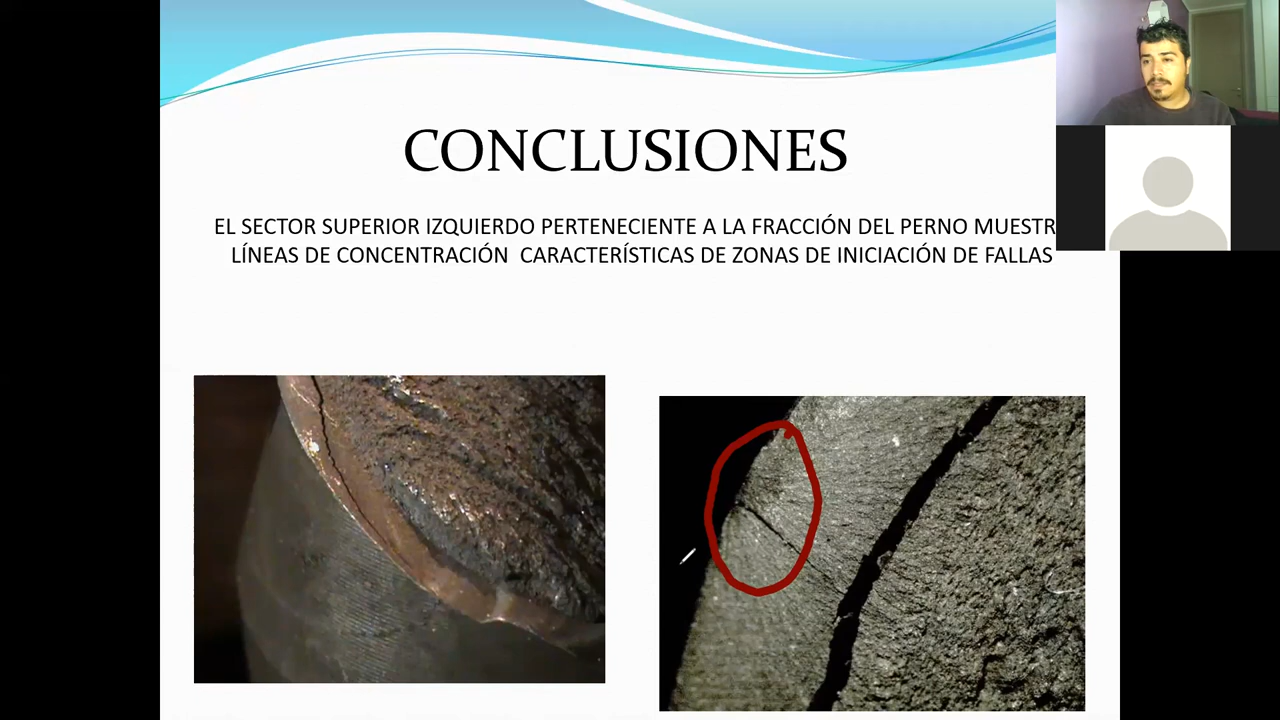 CONCLUSIONES
EL SECTOR SUPERIOR IZQUIERDO PERTENECIENTE A LA FRACCIÓN DEL PERNO MUESTR
LÍNEAS DE CONCENTRACIÓN CARACTERÍSTICAS DE ZONAS DE INICIACIÓN DE FALLAS